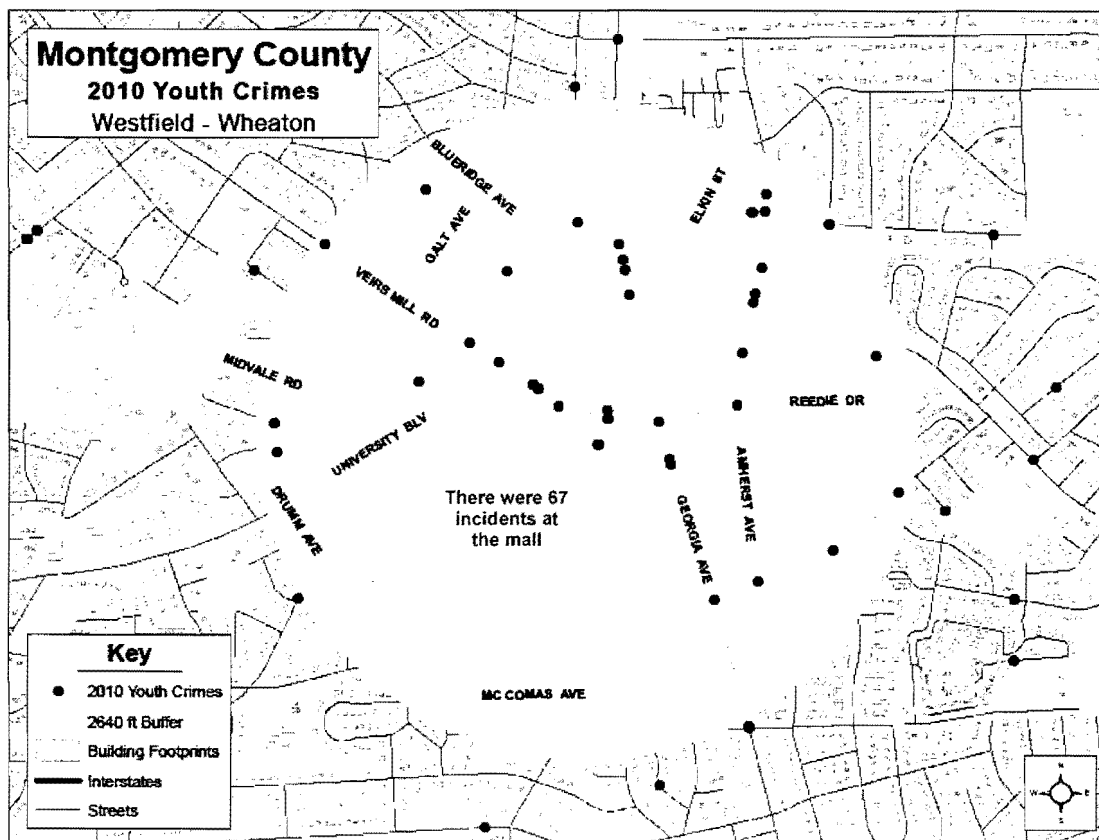 Montgomery County
2010 Youth Crimes
Westfield - Wheaton
BLUERIDGE AVE
ELKIN ST
GALT AVE
VEIRS MILL RD
MIDVALE RD
REEDIE DR
UNIVERSITY BLV
AMHERST AVE
DRUMM AVE
There were 67
incidents at
the mall
GEORGIA AVE
MC COMAS AVE
Key
2010 Youth Crimes
2640 ft Buffer
Building Footprints
Interstates
Streets
N
W
E
S